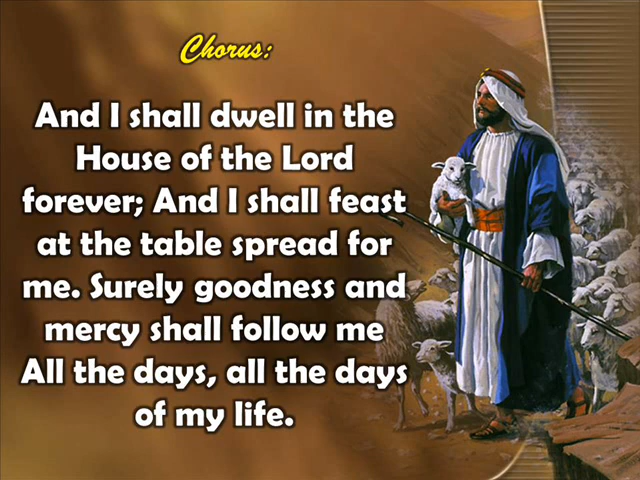 Chorus:
And I shall dwell in the
House of the Lord
forever; And I shall feast
at the table spread for
me. Surely goodness and
mercy shall follow me
All the days, all the days
of my life.